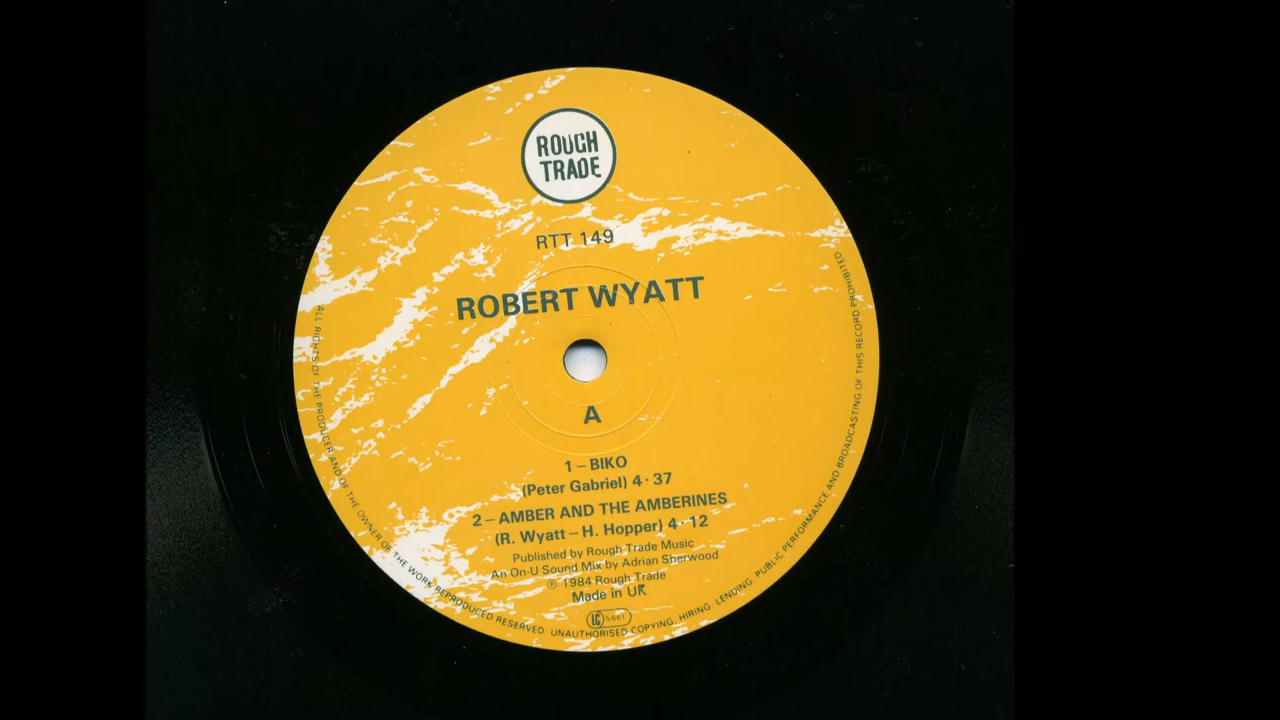 ROUGH
TRADE
RTT 149
ROBERT WYATT
A
1 – BIKO
(Peter Gabriel) 4·37
2 – AMBER AND THE AMBERINES
(R. Wyatt – H. Hopper) 4·12
Published by Rough Trade Music
An On-U Sound Mix by Adrian Sherwood
℗ 1984 Rough Trade
Made in UK
LC 5661
ALL RIGHTS OF THE PRODUCER AND OF THE OWNER OF THE WORK REPRODUCED RESERVED UNAUTHORISED COPYING, HIRING, LENDING, PUBLIC PERFORMANCE AND BROADCASTING OF THIS RECORD PROHIBITED